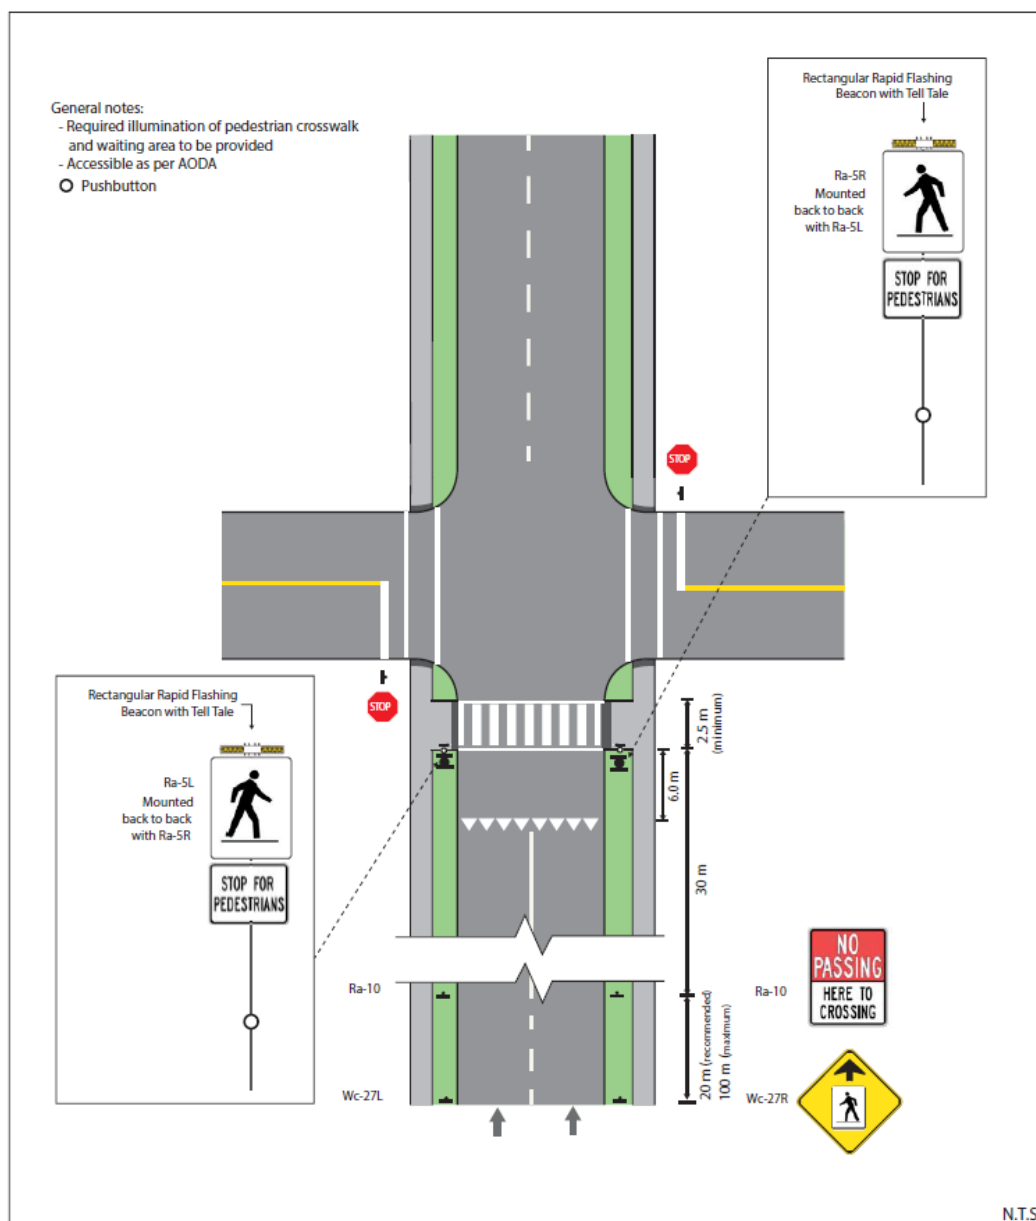 General notes:
- Required illumination of pedestrian crosswalk
and waiting area to be provided
- Accessible as per AODA
Pushbutton
Rectangular Rapid Flashing
Beacon with Tell Tale
Ra-5R
Mounted
back to back
with Ra-5L
STOP FOR
PEDESTRIANS
STOP
STOP
Rectangular Rapid Flashing
Beacon with Tell Tale
Ra-5L
Mounted
back to back
with Ra-5R
STOP FOR
PEDESTRIANS
2.5 m
(minimum)
6.0 m
30 m
Ra-10
Ra-10
NO
PASSING
HERE TO
CROSSING
20 m (recommended)
100 m (maximum)
Wc-27L
Wc-27R
N.T.S